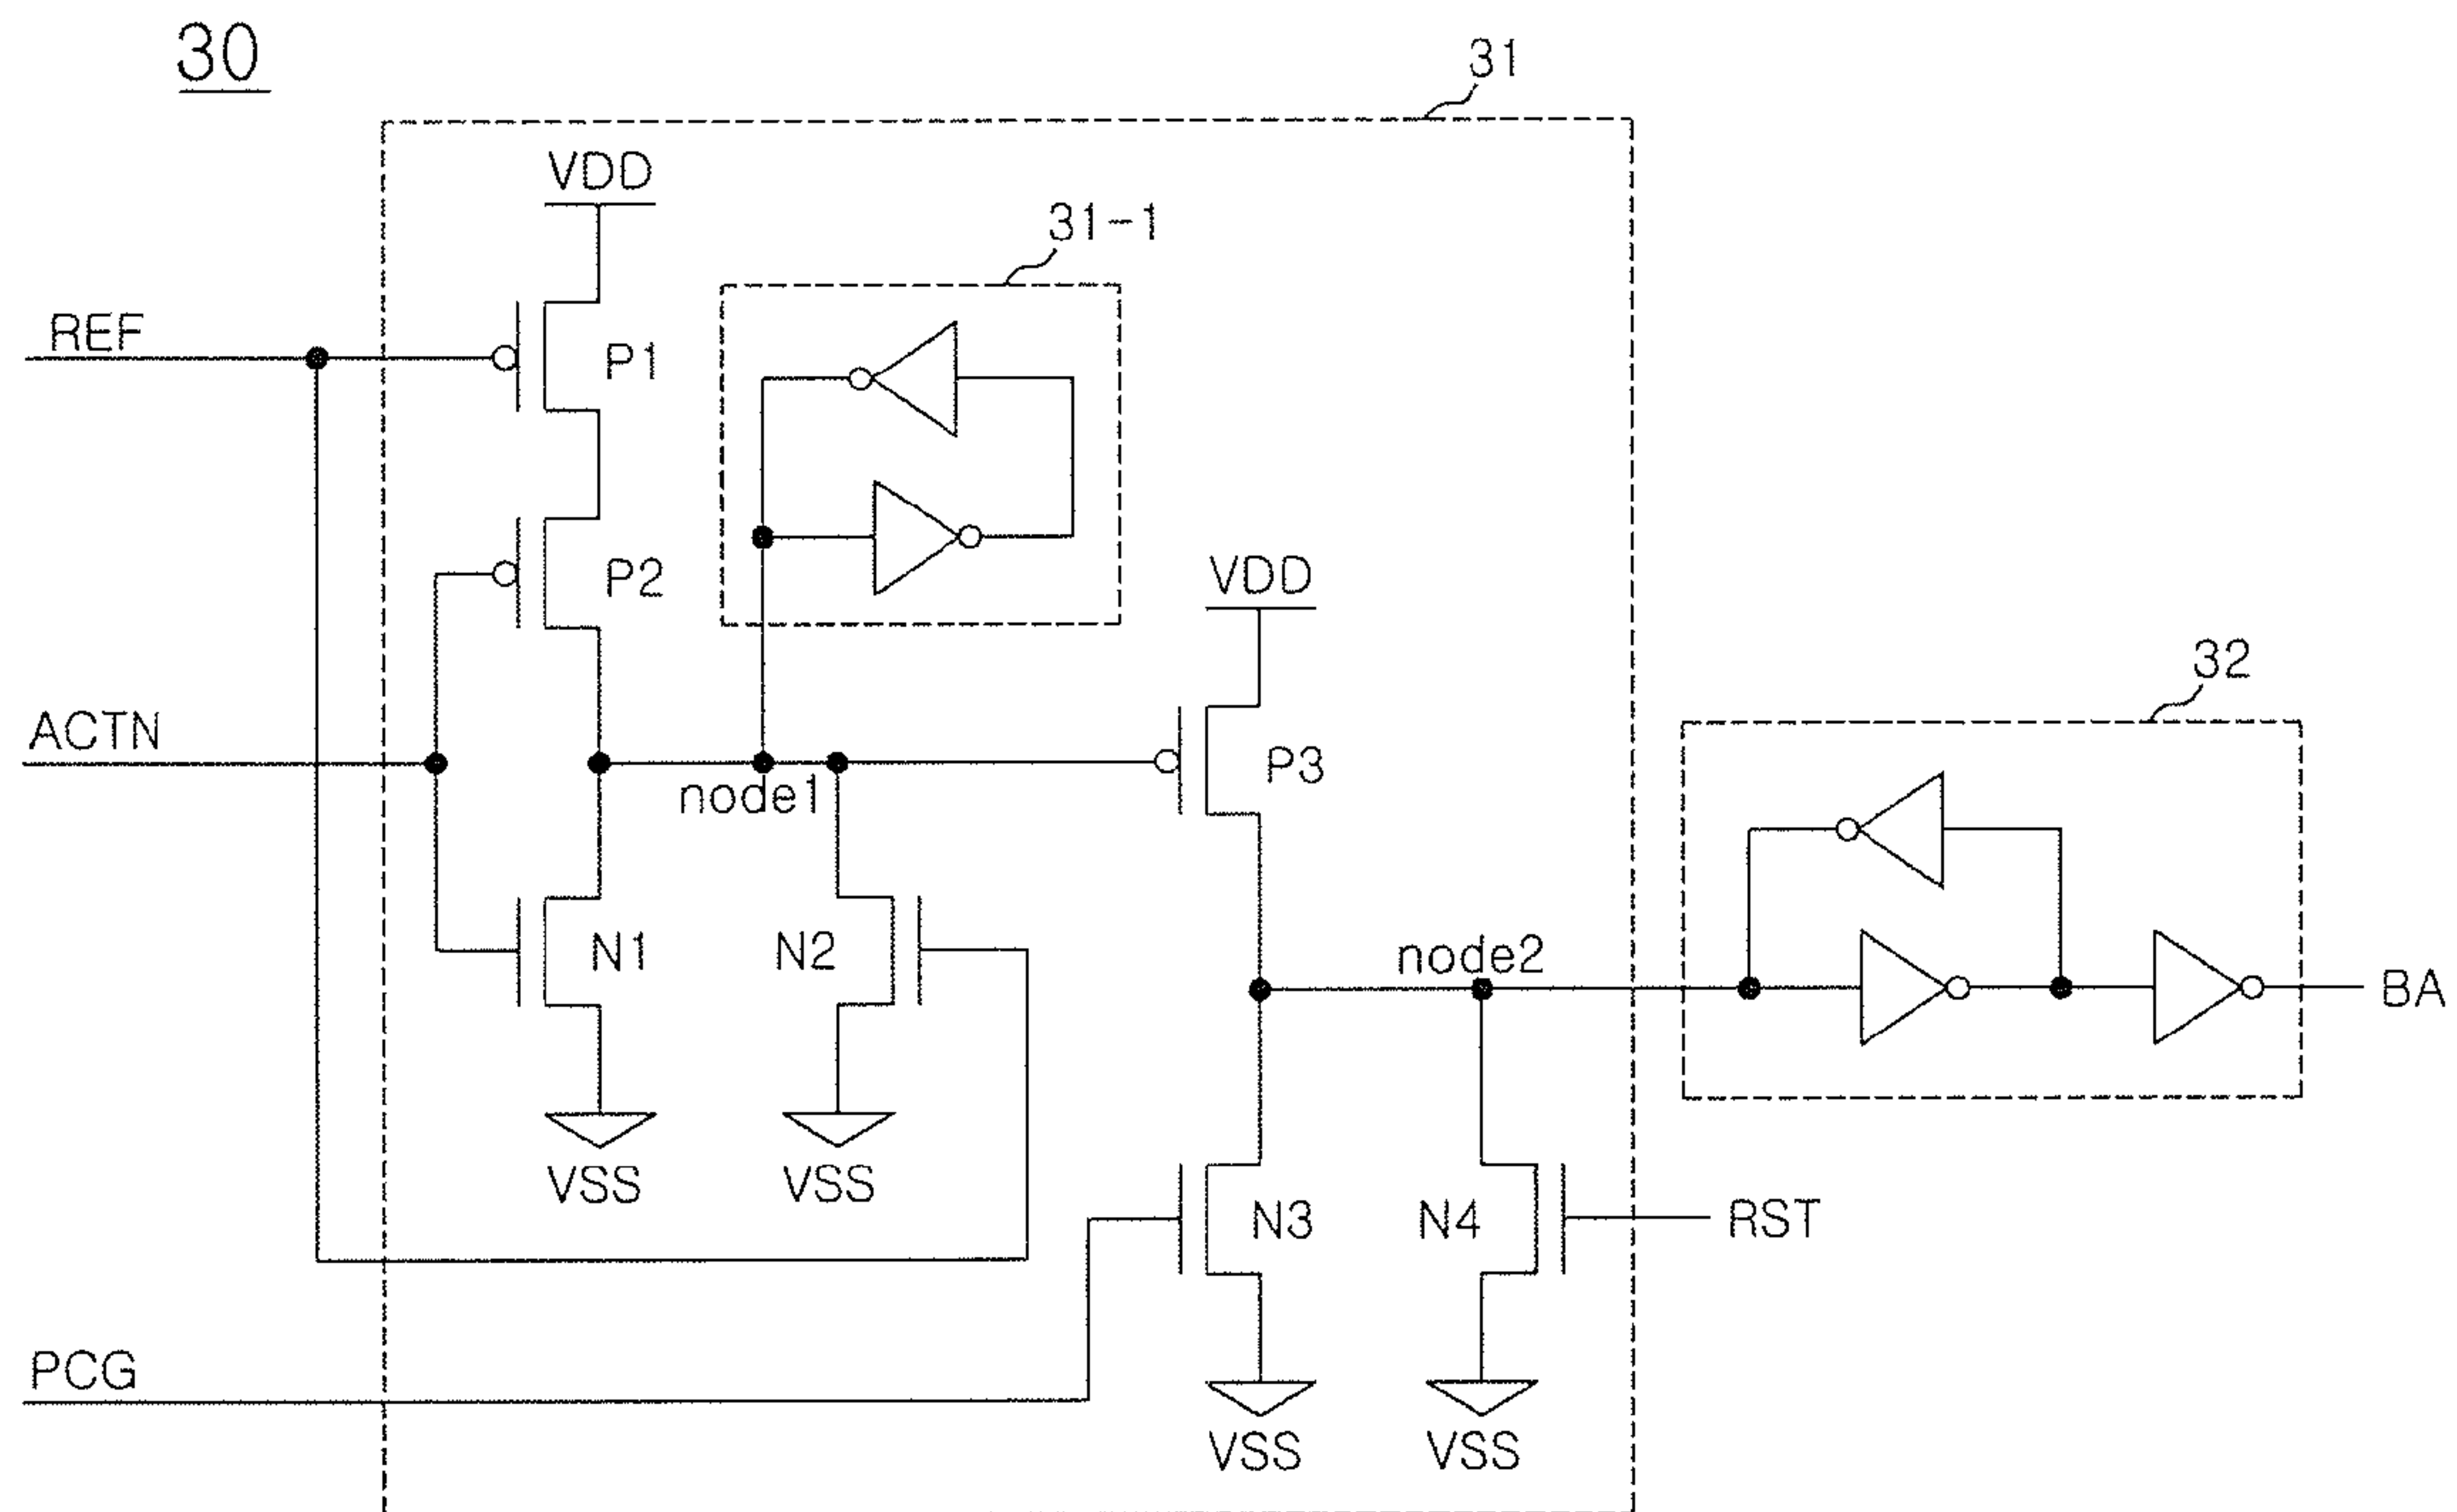 30
31
VDD
31-1
REF
P1
P2
VDD
32
ACTN
P3
node1
N1
N2
node2
BA
VSS
VSS
N3
N4
RST
PCG
VSS
VSS